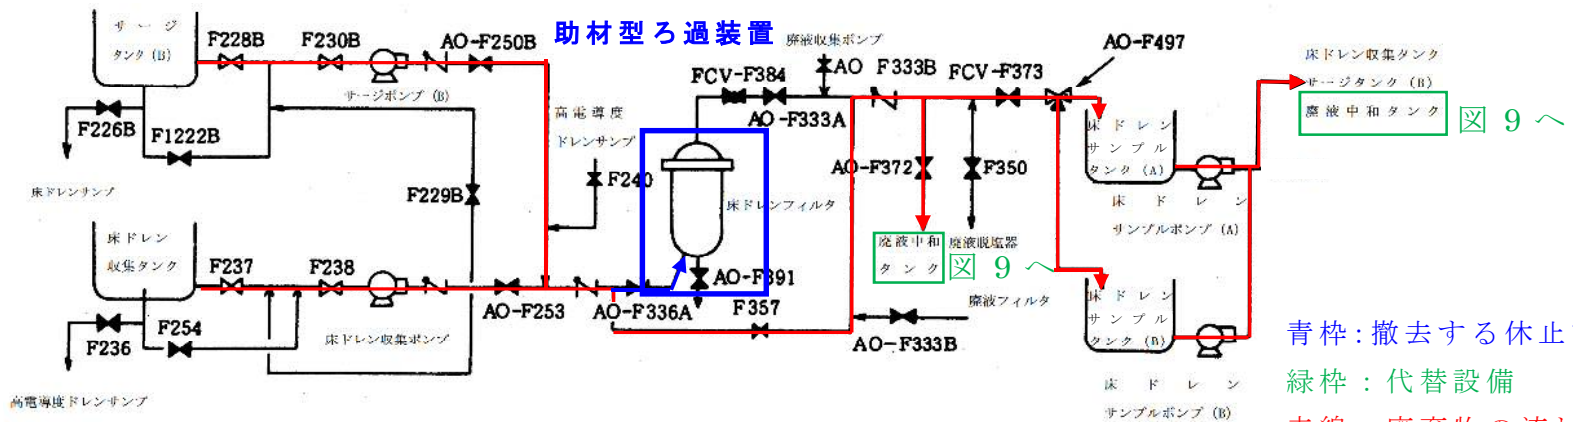 サージ
タンク (B)
F228B
F230B
AO-F250B
助材型ろ過装置
廃液収集ポンプ
AO
F333B
FCV-F373
AO-F497
床ドレン収集タンク
サージタンク (B)
廃液中和タンク
図 9 へ
F226B
F1222B
サージポンプ (B)
高電導度
ドレンサンプ
FCV-F384
AO-F333A
床ドレンサンプ
F229B
F240
床ドレンフィルタ
AO-F372
F350
床ドレン
サンプル
タンク (A)
床ドレン
サンプルポンプ (A)
床ドレン
収集タンク
F237
F238
AO-F253
AO-F336A
AO-F391
F357
廃液中和
タンク
図 9 へ
廃液脱塩器
廃液フィルタ
AO-F333B
床ドレン
サンプル
タンク (B)
床ドレン
サンプルポンプ (B)
F236
F254
床ドレン収集ポンプ
高電導度ドレンサンプ
青枠:撤去する休止
緑枠:代替設備